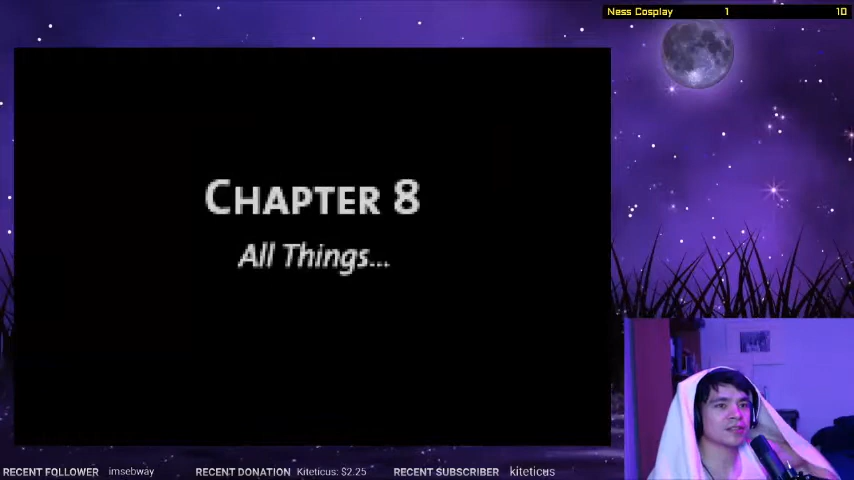 Ness Cosplay 1 10
CHAPTER 8
All Things...
RECENT FOLLOWER imsebway RECENT DONATION Kiteticus: $2.25 RECENT SUBSCRIBER kiteticus